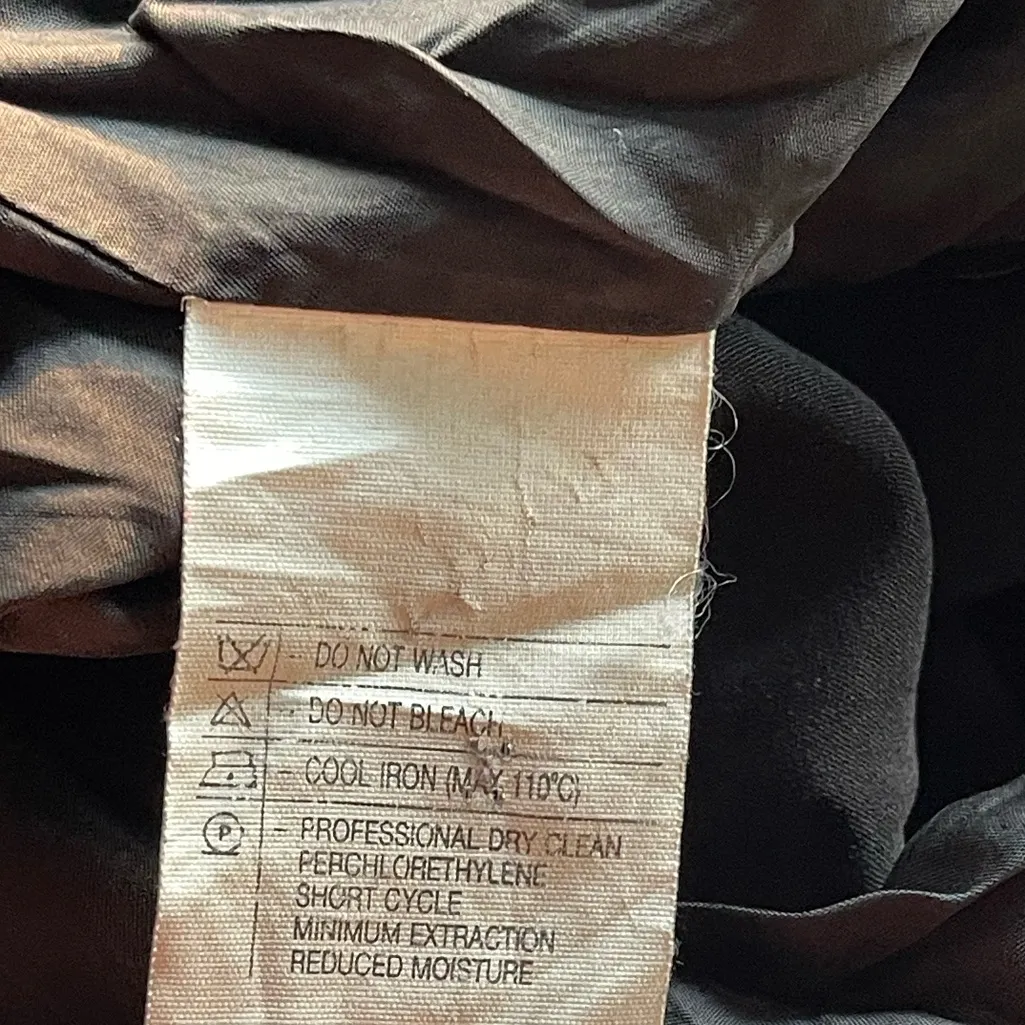 - DO NOT WASH
- DO NOT BLEACH
- COOL IRON (MAX 110°C)
P - PROFESSIONAL DRY CLEAN
PERCHLORETHYLENE
SHORT CYCLE
MINIMUM EXTRACTION
REDUCED MOISTURE